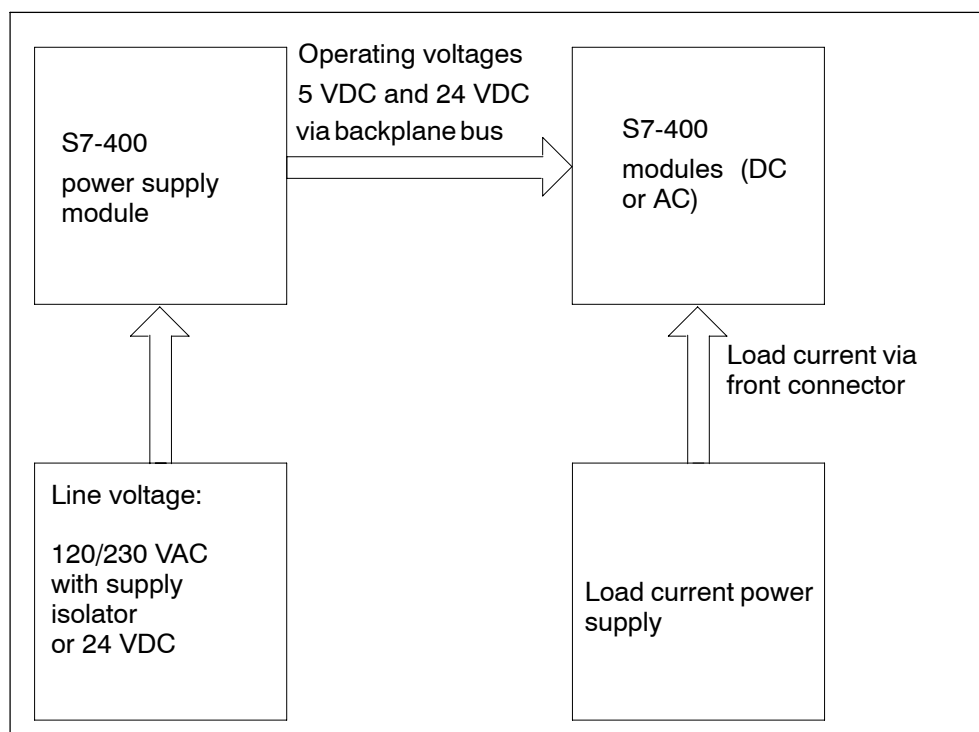 Operating voltages
5 VDC and 24 VDC
via backplane bus
S7-400
power supply
module
S7-400
modules (DC
or AC)
Load current via
front connector
Line voltage:
120/230 VAC
with supply
isolator
or 24 VDC
Load current power
supply